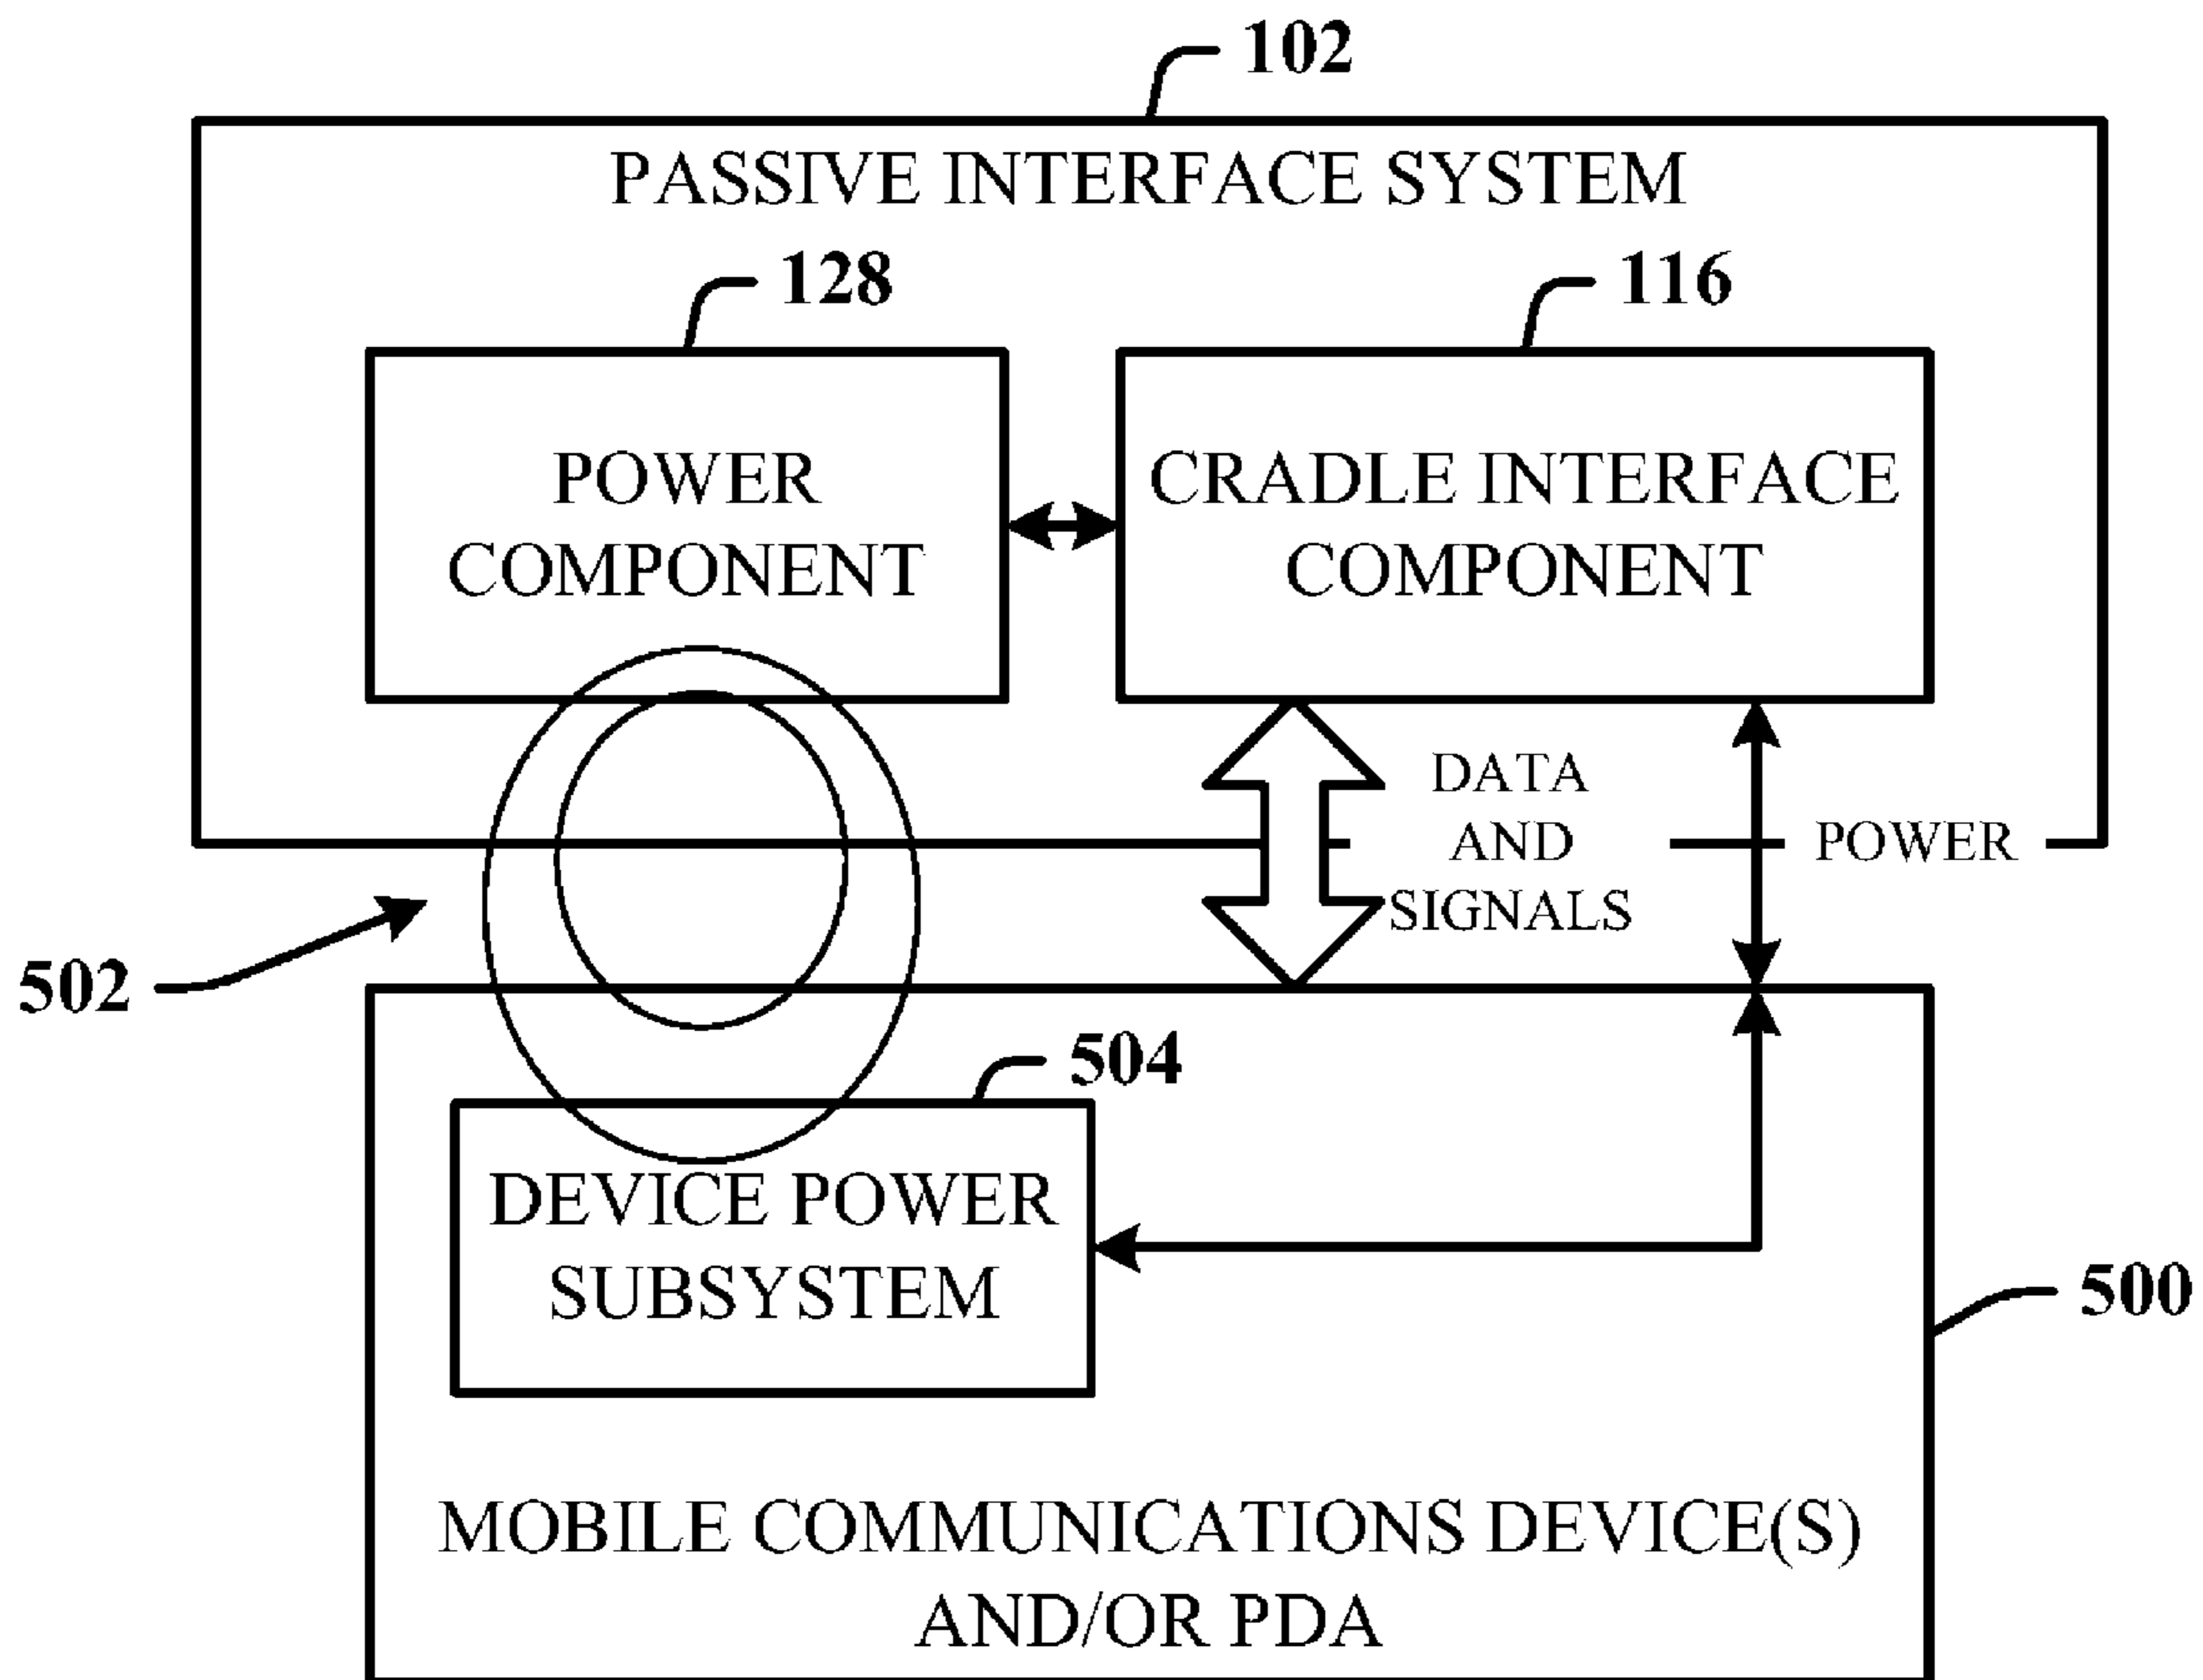 102
PASSIVE INTERFACE SYSTEM
128
116
POWER
COMPONENT
CRADLE INTERFACE
COMPONENT
DATA
AND
SIGNALS
POWER
502
504
DEVICE POWER
SUBSYSTEM
500
MOBILE COMMUNICATIONS DEVICE(S)
AND/OR PDA